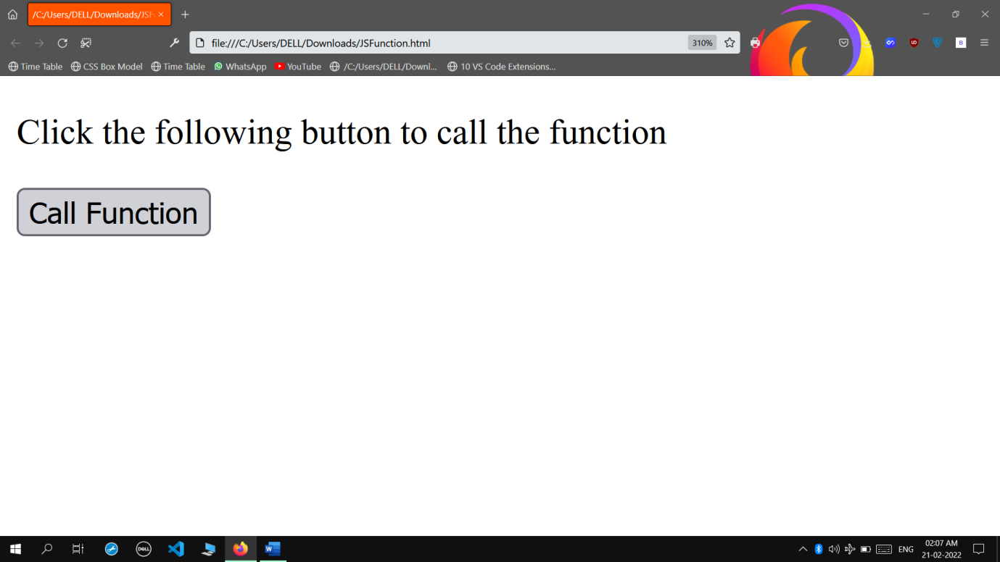 /C:/Users/DELL/Downloads/JSF
file:///C:/Users/DELL/Downloads/JSFunction.html 310%
Time Table CSS Box Model Time Table WhatsApp YouTube /C:/Users/DELL/Downl... 10 VS Code Extensions...
Click the following button to call the function
Call Function
DELL
W
ENG
02:07 AM
21-02-2022